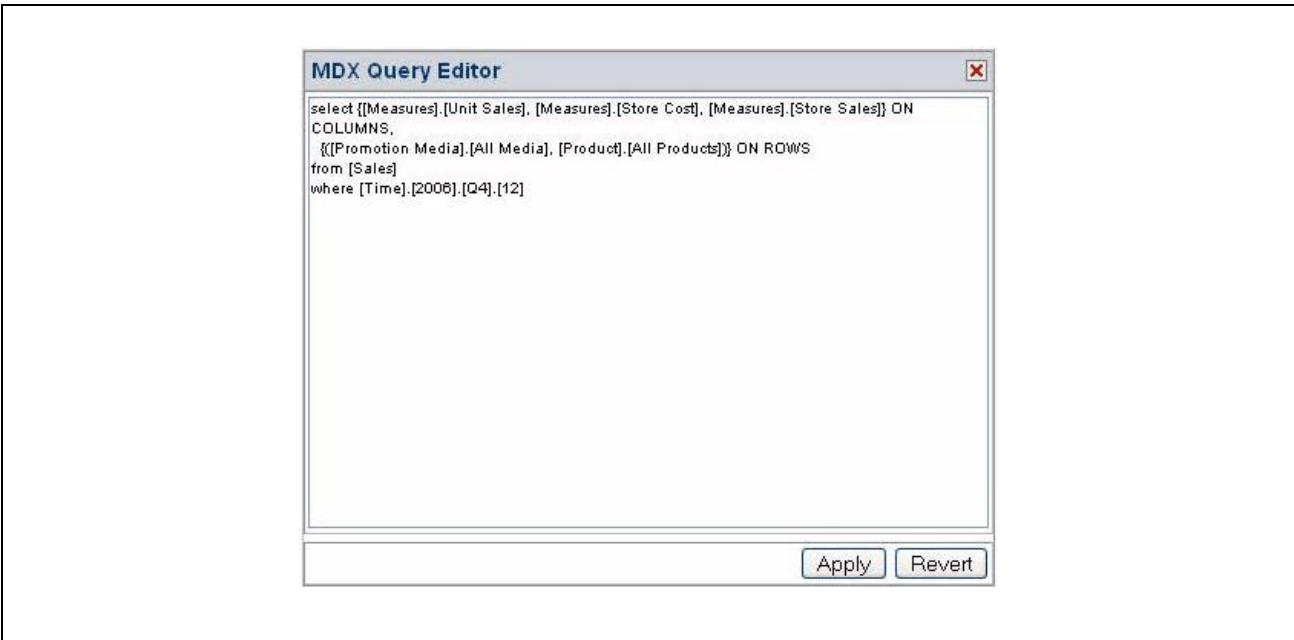 MDX Query Editor
select {[Measures].[Unit Sales], [Measures].[Store Cost], [Measures].[Store Sales]} ON
COLUMNS,
{([Promotion Media].[All Media], [Product].[All Products])} ON ROWS
from [Sales]
where [Time].[2006].[Q4].[12]
Apply Revert